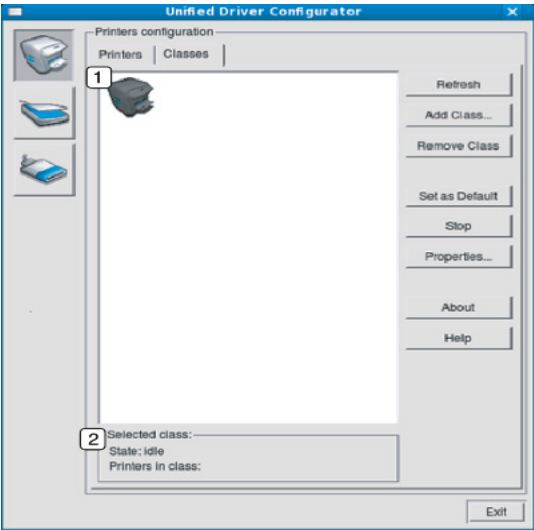 Unified Driver Configurator
Printers configuration
Printers Classes
1
Refresh
Add Class...
Remove Class
Set as Default
Stop
Properties...
About
Help
2
Selected class:
State: idle
Printers in class:
Exit